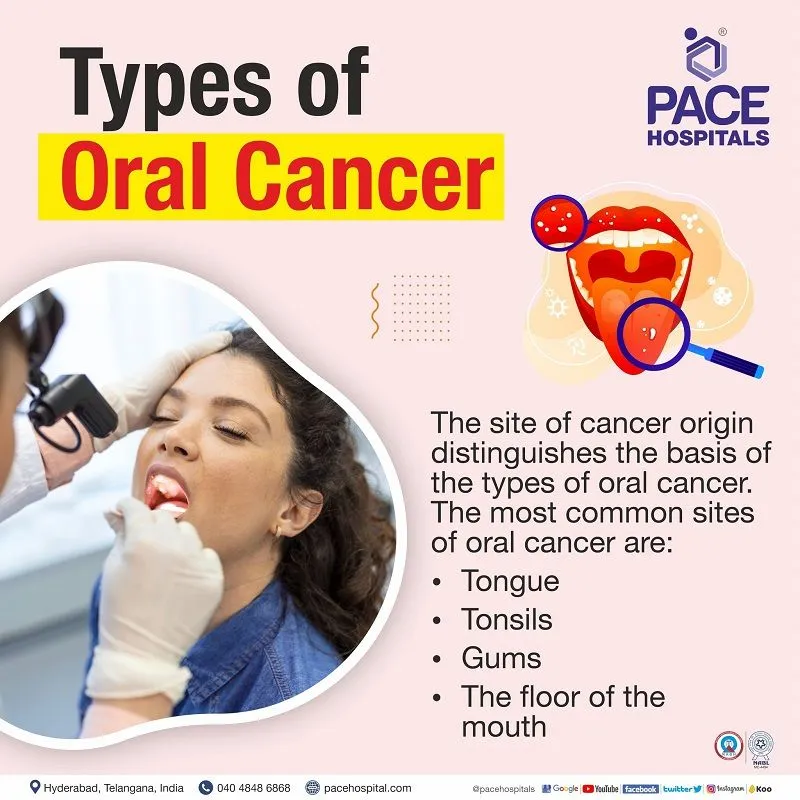 Types of
Oral Cancer
®
PACE
HOSPITALS
The site of cancer origin
distinguishes the basis of
the types of oral cancer.
The most common sites
of oral cancer are:
• Tongue
• Tonsils
• Gums
• The floor of the
mouth
NABL
Hyderabad, Telangana, India 040 4848 6868 pacehospital.com
@pacehospitals Google YouTube facebook twitter Instagram Koo